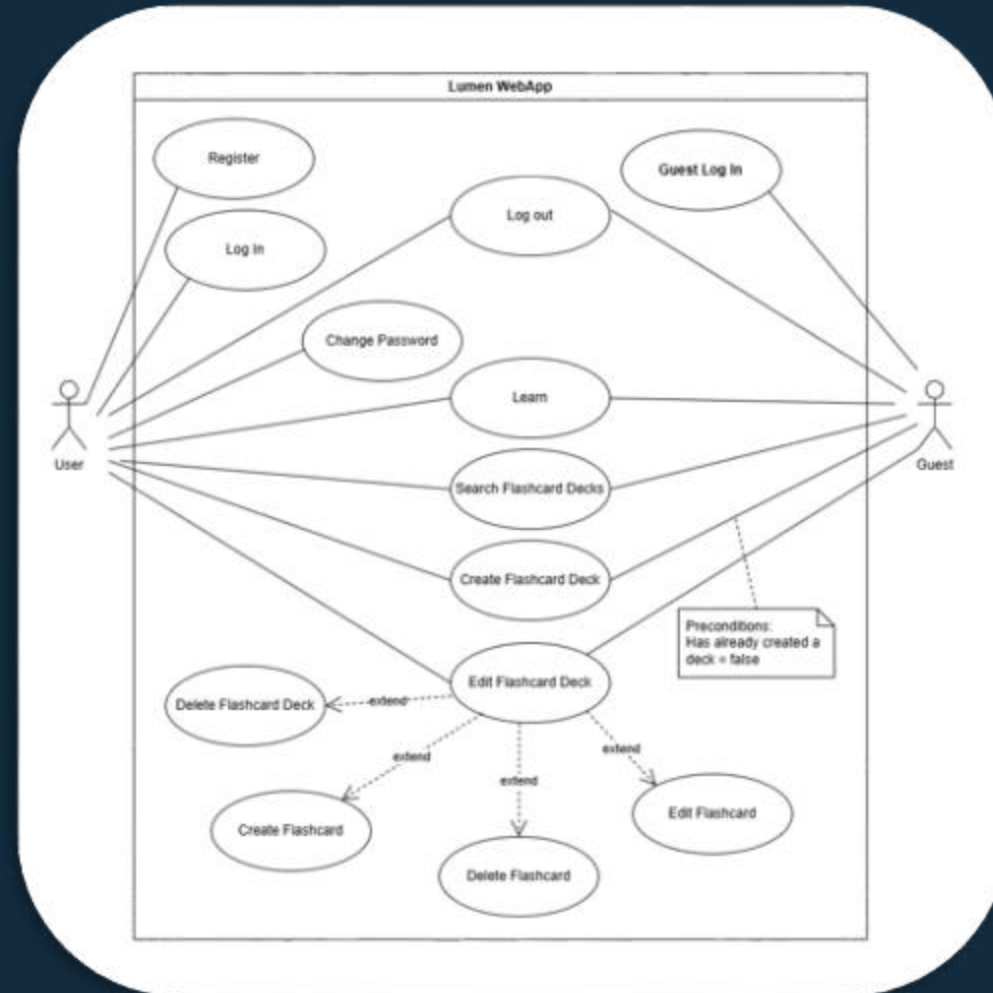 Lumen WebApp
Register
Guest Log In
Log out
Log In
Change Password
Learn
User
Guest
Search Flashcard Decks
Create Flashcard Deck
Preconditions:
Has already created a
deck = false
Edit Flashcard Deck
Delete Flashcard Deck
extend
extend
extend
extend
Create Flashcard
Edit Flashcard
Delete Flashcard